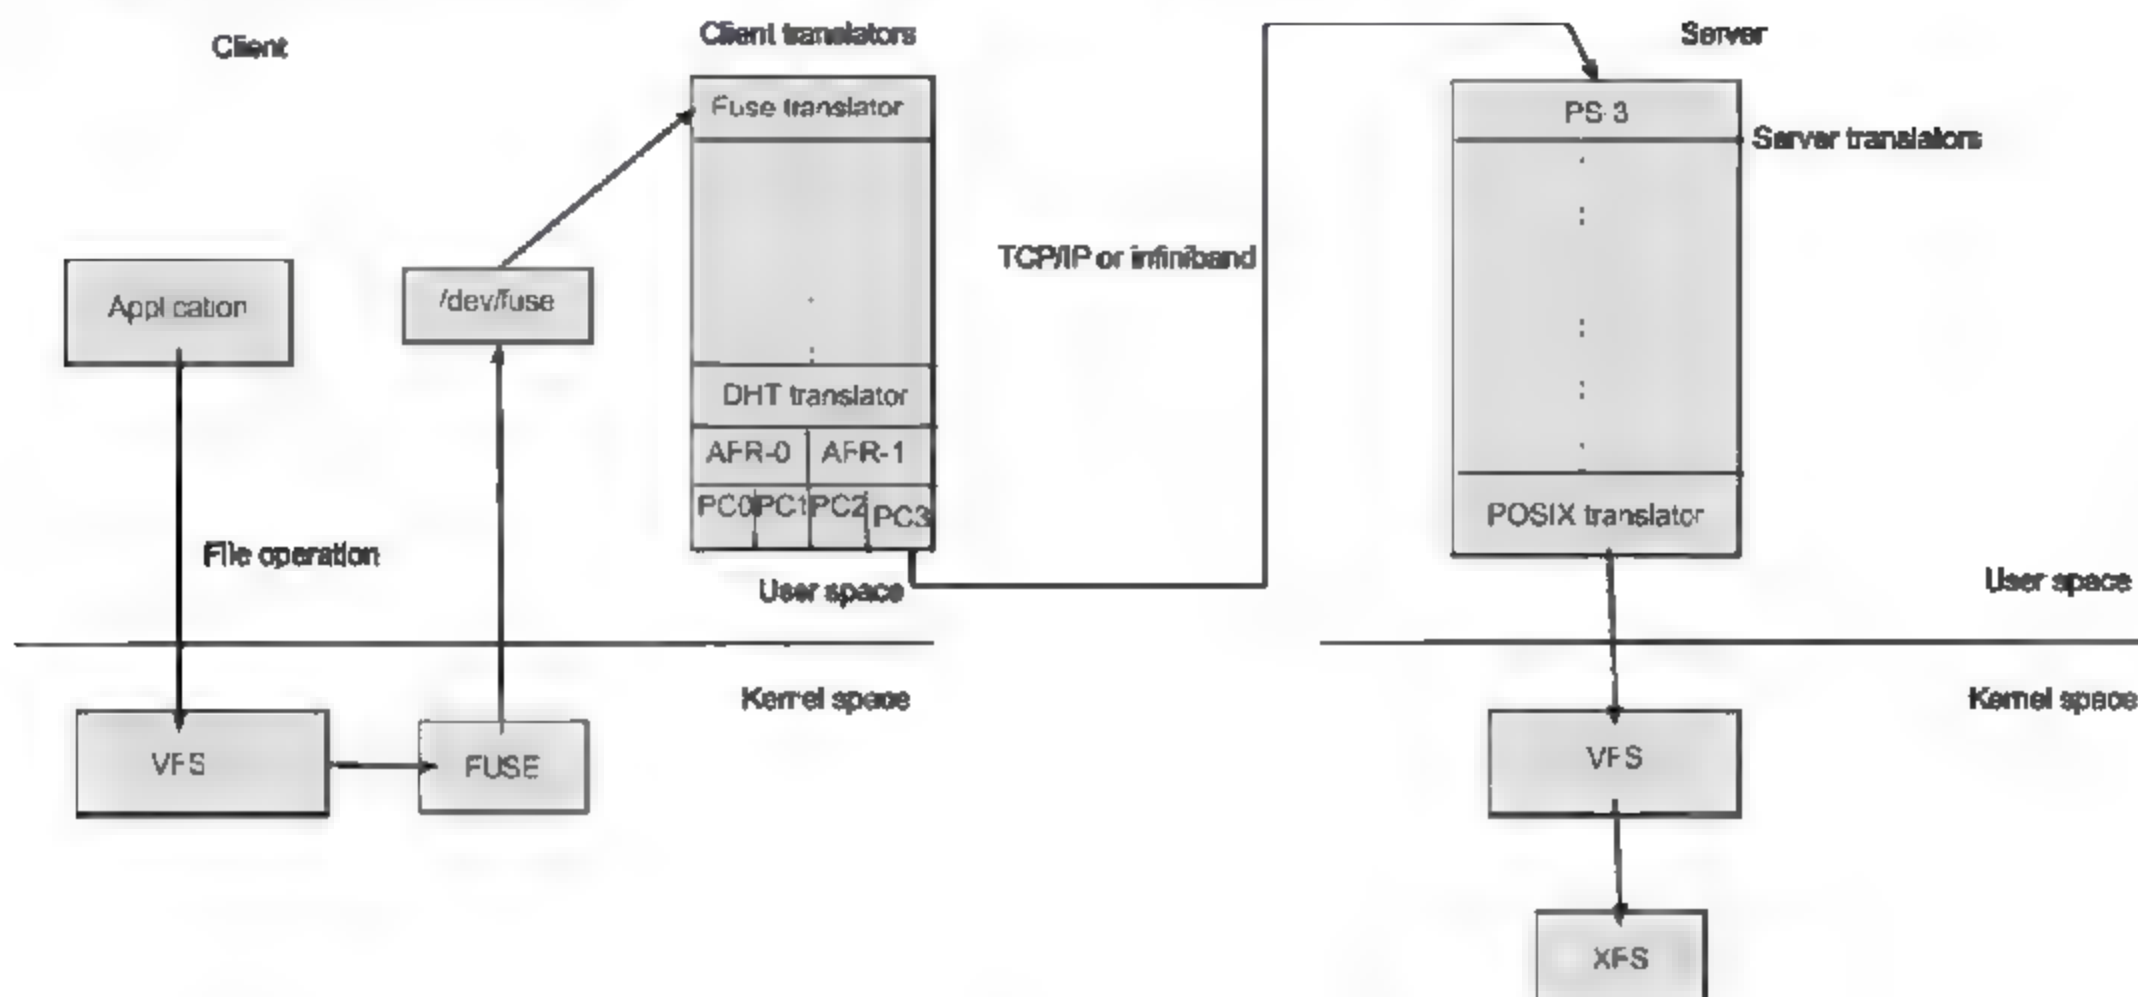 Client
Client translators
Server
Fuse translator
PS-3
Server translators
TCP/IP or infiniband
Application
/dev/fuse
DHT translator
AFR-0
AFR-1
PC0
PC1
PC2
PC3
POSIX translator
File operation
User space
User space
Kernel space
Kernel space
VFS
FUSE
VFS
XFS